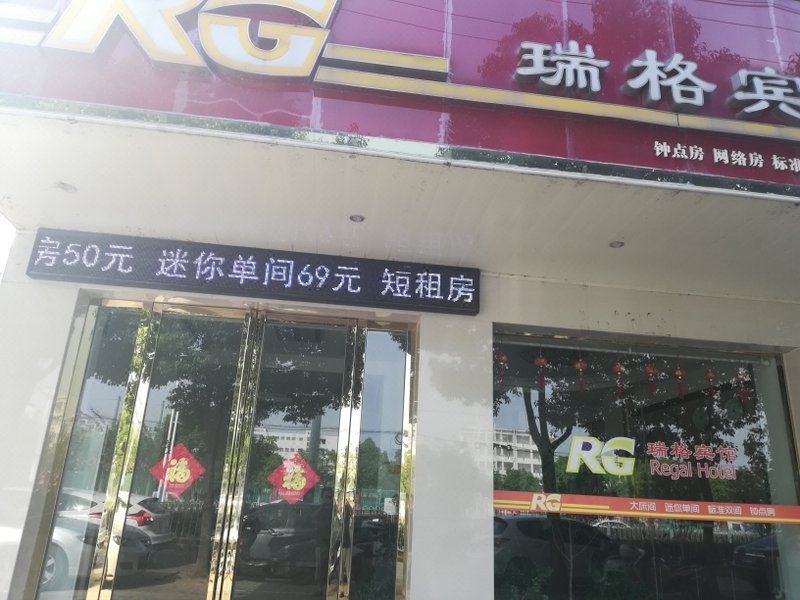 RG
瑞格宾
钟点房 网络房 标准
房50元 迷你单间69元 短租房
福
福
RG 瑞格宾馆
Regal Hotel
RG 大床间 迷你单间 标准双间 钟点房